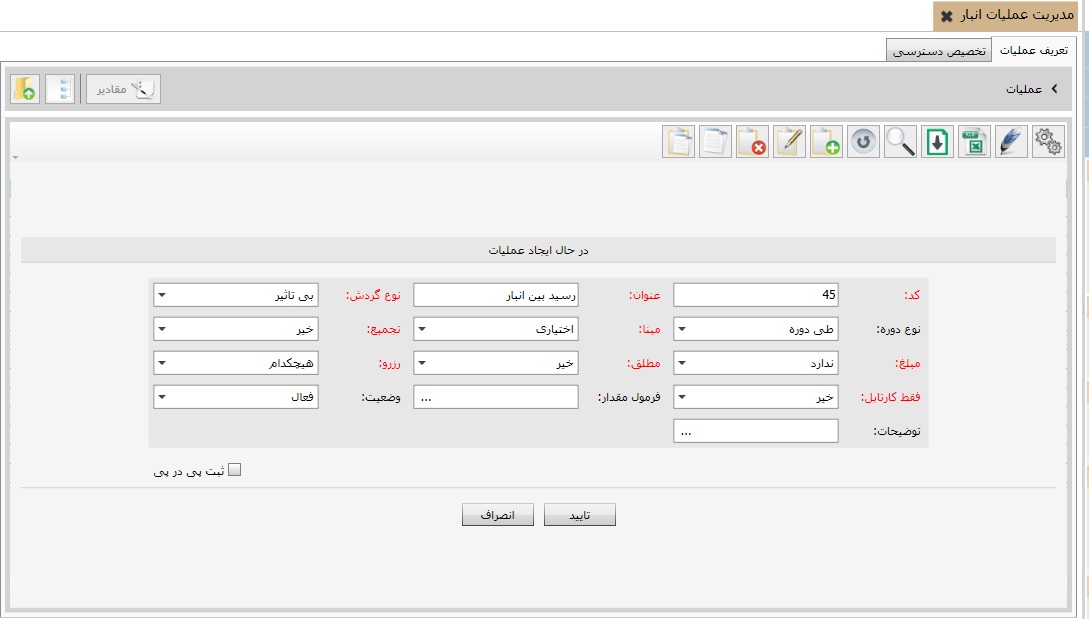 مدیریت عملیات انبار
تعریف عملیات تخصیص دسترسی
عملیات مقادیر
در حال ایجاد عملیات
کد: 45 عنوان: رسید بین انبار نوع گردش: بی تاثیر
نوع دوره: طی دوره مبنا: اختیاری تجمیع: خیر
مبلغ: ندارد مطلق: خیر رزرو: هیچکدام
فقط کارتابل: خیر فرمول مقدار: ... وضعیت: فعال
توضیحات: ...
ثبت پی در پی
تایید انصراف